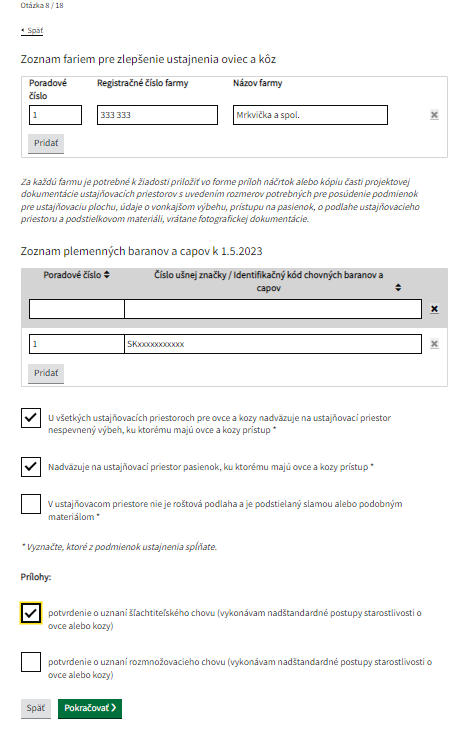 Otázka 8 / 18
Späť
Zoznam fariem pre zlepšenie ustajnenia oviec a kôz
Poradové číslo
Registračné číslo farmy
Názov farmy
1
333 333
Mrkvička a spol.
Pridať
Za každú farmu je potrebné k žiadosti priložiť vo forme príloh náčrtok alebo kópiu časti projektovej
dokumentácie ustajňovacích priestorov s uvedením rozmerov potrebných pre posúdenie podmienok
pre ustajňovaciu plochu, údaje o vonkajšom výbehu, prístupu na pasienok, o podlahe ustajňovacieho
priestoru a podstielkovom materiáli, vrátane fotografickej dokumentácie.
Zoznam plemenných baranov a capov k 1.5.2023
Poradové číslo
Číslo ušnej značky / Identifikačný kód chovných baranov a
capov
1
SKxxxxxxxxxxx
Pridať
U všetkých ustajňovacích priestoroch pre ovce a kozy nadväzuje na ustajňovací priestor
nespevnený výbeh, ku ktorému majú ovce a kozy prístup *
Nadväzuje na ustajňovací priestor pasienok, ku ktorému majú ovce a kozy prístup *
V ustajňovacom priestore nie je roštová podlaha a je podstielaný slamou alebo podobným
materiálom *
* Vyznačte, ktoré z podmienok ustajnenia spĺňate.
Prílohy:
potvrdenie o uznaní šľachtiteľského chovu (vykonávam nadštandardné postupy starostlivosti o
ovce alebo kozy)
potvrdenie o uznaní rozmnožovacieho chovu (vykonávam nadštandardné postupy starostlivosti o
ovce alebo kozy)
Späť
Pokračovať